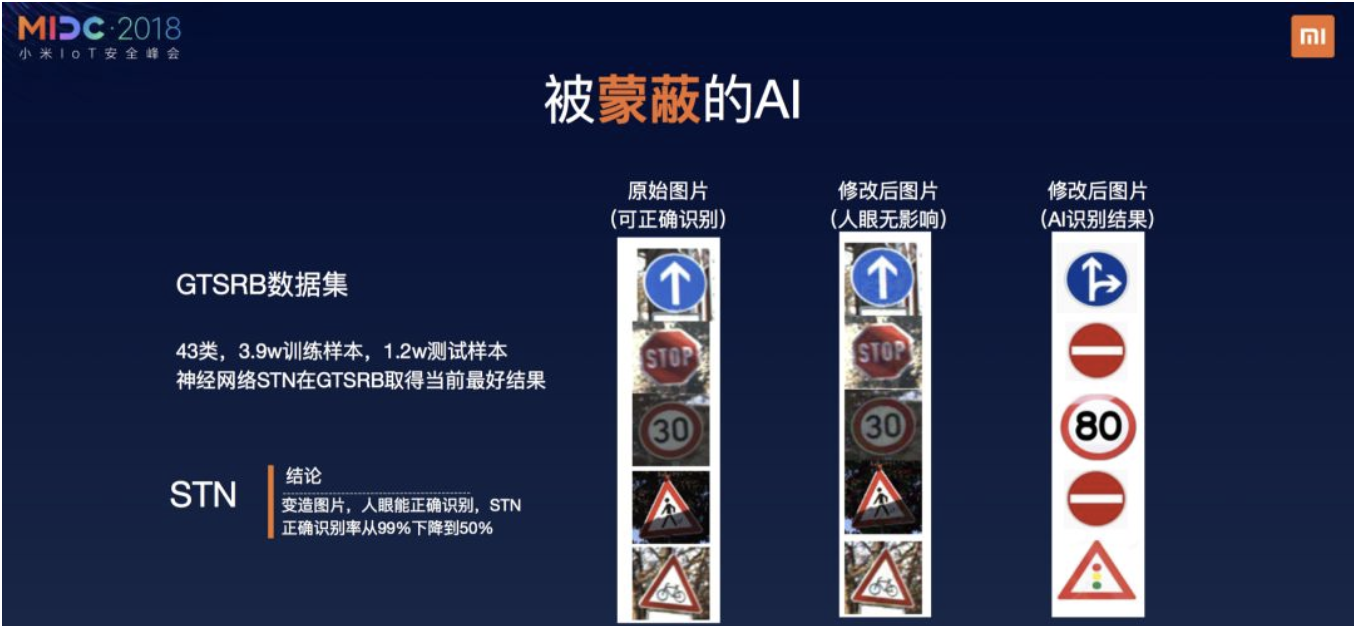 MIDC·2018
小米IoT安全峰会
被蒙蔽的AI
原始图片
（可正确识别）
修改后图片
（人眼无影响）
修改后图片
（AI识别结果）
GTSRB数据集
43类，3.9w训练样本，1.2w测试样本
神经网络STN在GTSRB取得当前最好结果
STN
结论
变造图片，人眼能正确识别，STN
正确识别率从99%下降到50%
STOP
STOP
30
30
80